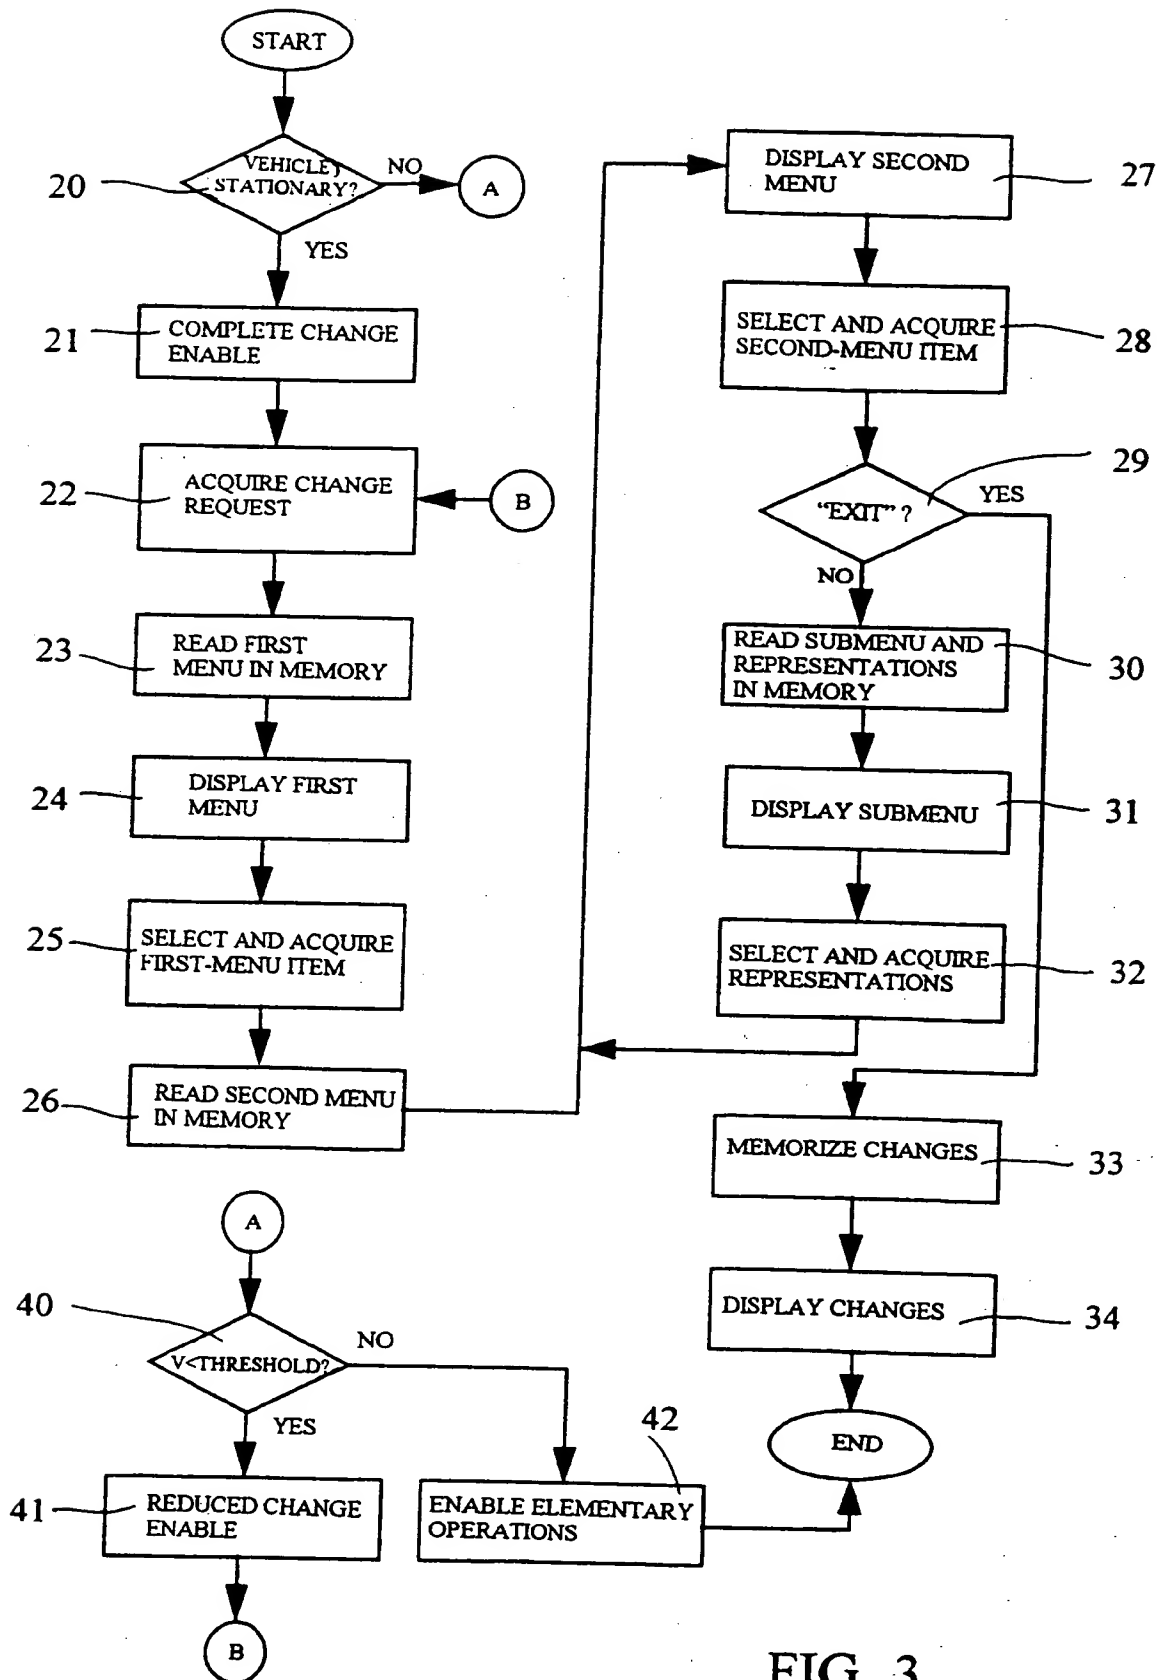 START
VEHICLE
STATIONARY?
NO
A
20
YES
21
COMPLETE CHANGE
ENABLE
22
ACQUIRE CHANGE
REQUEST
B
23
READ FIRST
MENU IN MEMORY
24
DISPLAY FIRST
MENU
25
SELECT AND ACQUIRE
FIRST-MENU ITEM
26
READ SECOND MENU
IN MEMORY
DISPLAY SECOND
MENU
27
SELECT AND ACQUIRE
SECOND-MENU ITEM
28
29
"EXIT" ?
YES
NO
READ SUBMENU AND
REPRESENTATIONS
IN MEMORY
30
DISPLAY SUBMENU
31
SELECT AND ACQUIRE
REPRESENTATIONS
32
MEMORIZE CHANGES
33
DISPLAY CHANGES
34
END
A
40
V<THRESHOLD?
NO
YES
41
REDUCED CHANGE
ENABLE
42
ENABLE ELEMENTARY
OPERATIONS
B
FIG. 3